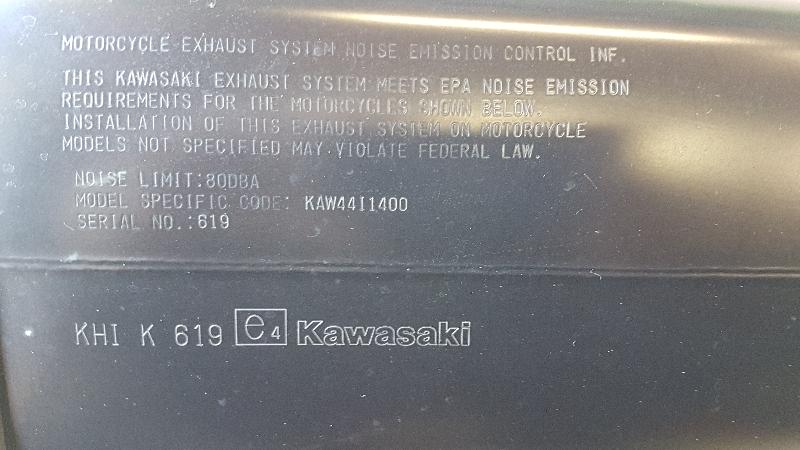 MOTORCYCLE EXHAUST SYSTEM NOISE EMISSION CONTROL INF.
THIS KAWASAKI EXHAUST SYSTEM MEETS EPA NOISE EMISSION
REQUIREMENTS FOR THE MOTORCYCLES SHOWN BELOW.
INSTALLATION OF THIS EXHAUST SYSTEM ON MOTORCYCLE
MODELS NOT SPECIFIED MAY VIOLATE FEDERAL LAW.
NOISE LIMIT:80DBA
MODEL SPECIFIC CODE: KAW44I1400
SERIAL NO.:619
KHI K 619 e4 Kawasaki